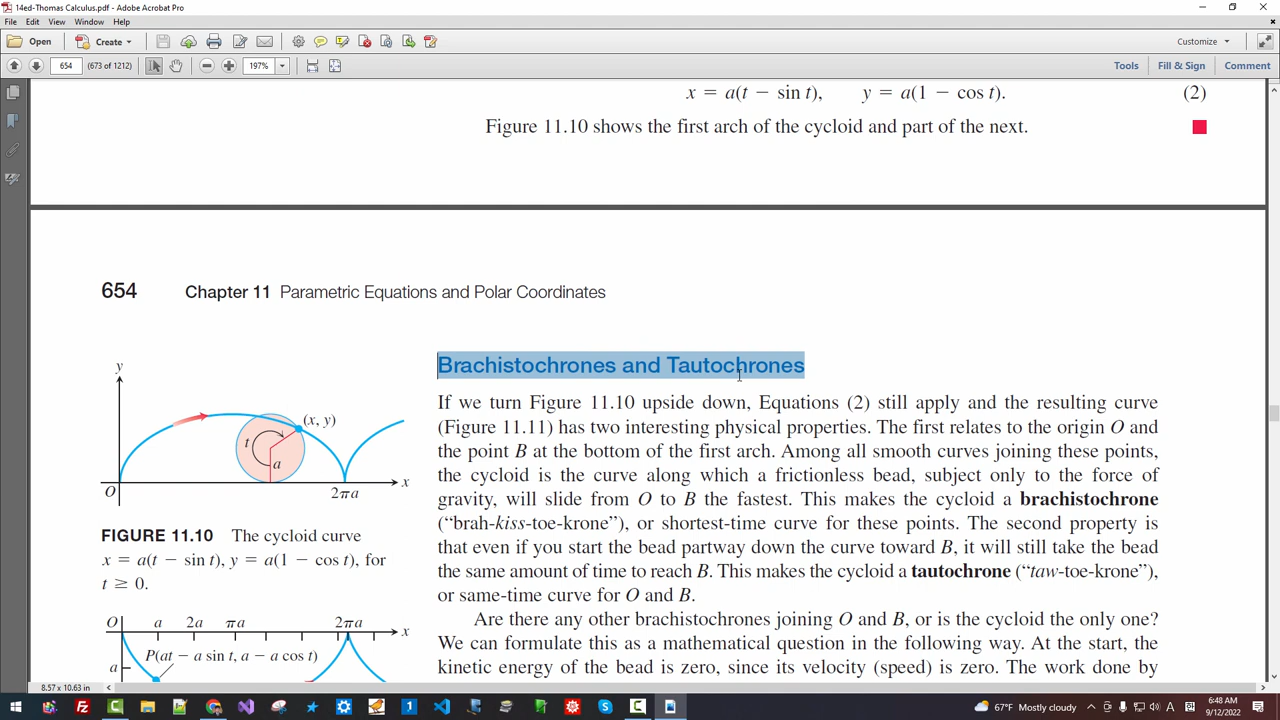 14ed-Thomas Calculus.pdf - Adobe Acrobat Pro
File Edit View Window Help
Open Create Customize
654 (673 of 1212) 197% Tools Fill & Sign Comment
x = a(t − sin t), y = a(1 − cos t). (2)
Figure 11.10 shows the first arch of the cycloid and part of the next.
654 Chapter 11 Parametric Equations and Polar Coordinates
y
(x, y)
t
a
O
2πa
x
FIGURE 11.10 The cycloid curve
x = a(t − sin t), y = a(1 − cos t), for
t ≥ 0.
O a 2a πa 2πa x
P(at − a sin t, a − a cos t)
a
Brachistochrones and Tautochrones
If we turn Figure 11.10 upside down, Equations (2) still apply and the resulting curve
(Figure 11.11) has two interesting physical properties. The first relates to the origin O and
the point B at the bottom of the first arch. Among all smooth curves joining these points,
the cycloid is the curve along which a frictionless bead, subject only to the force of
gravity, will slide from O to B the fastest. This makes the cycloid a brachistochrone
(“brah-kiss-toe-krone”), or shortest-time curve for these points. The second property is
that even if you start the bead partway down the curve toward B, it will still take the bead
the same amount of time to reach B. This makes the cycloid a tautochrone (“taw-toe-krone”),
or same-time curve for O and B.
Are there any other brachistochrones joining O and B, or is the cycloid the only one?
We can formulate this as a mathematical question in the following way. At the start, the
kinetic energy of the bead is zero, since its velocity (speed) is zero. The work done by
8.57 x 10.63 in
67°F Mostly cloudy
6:48 AM
9/12/2022